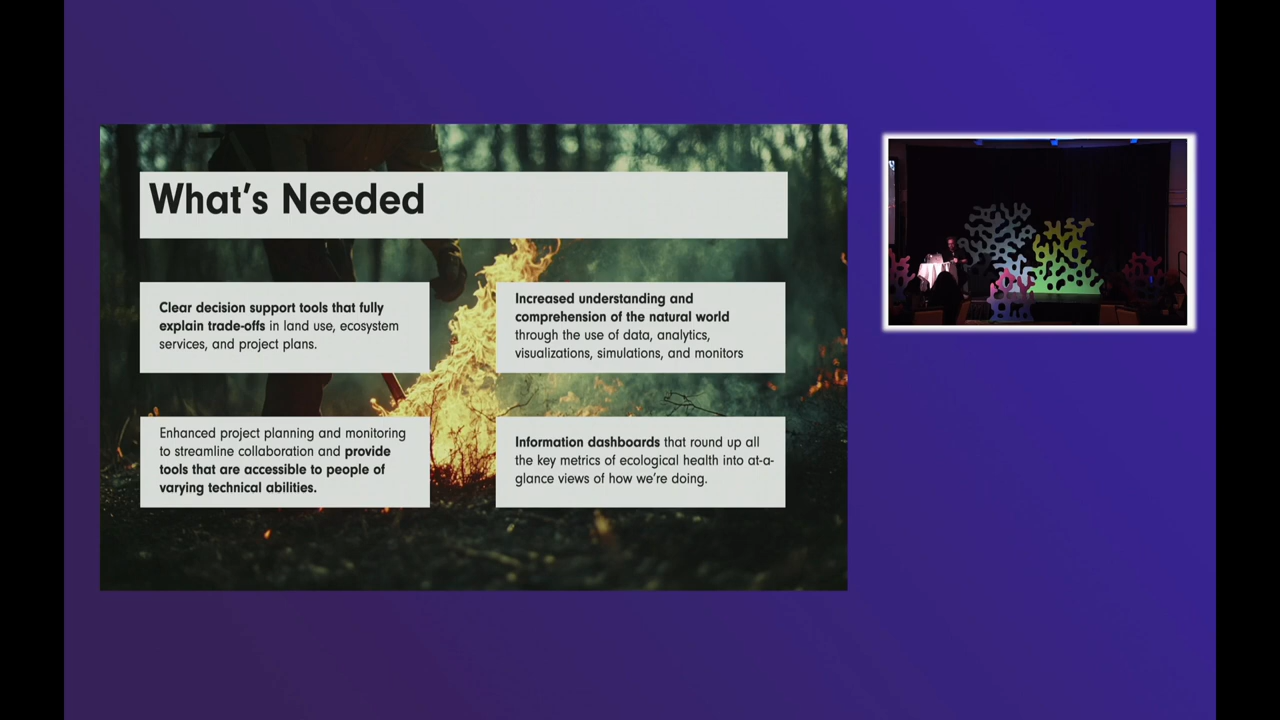 What's Needed
Clear decision support tools that fully
explain trade-offs in land use, ecosystem
services, and project plans.
Increased understanding and
comprehension of the natural world
through the use of data, analytics,
visualizations, simulations, and monitors
Enhanced project planning and monitoring
to streamline collaboration and provide
tools that are accessible to people of
varying technical abilities.
Information dashboards that round up all
the key metrics of ecological health into at-a-
glance views of how we're doing.